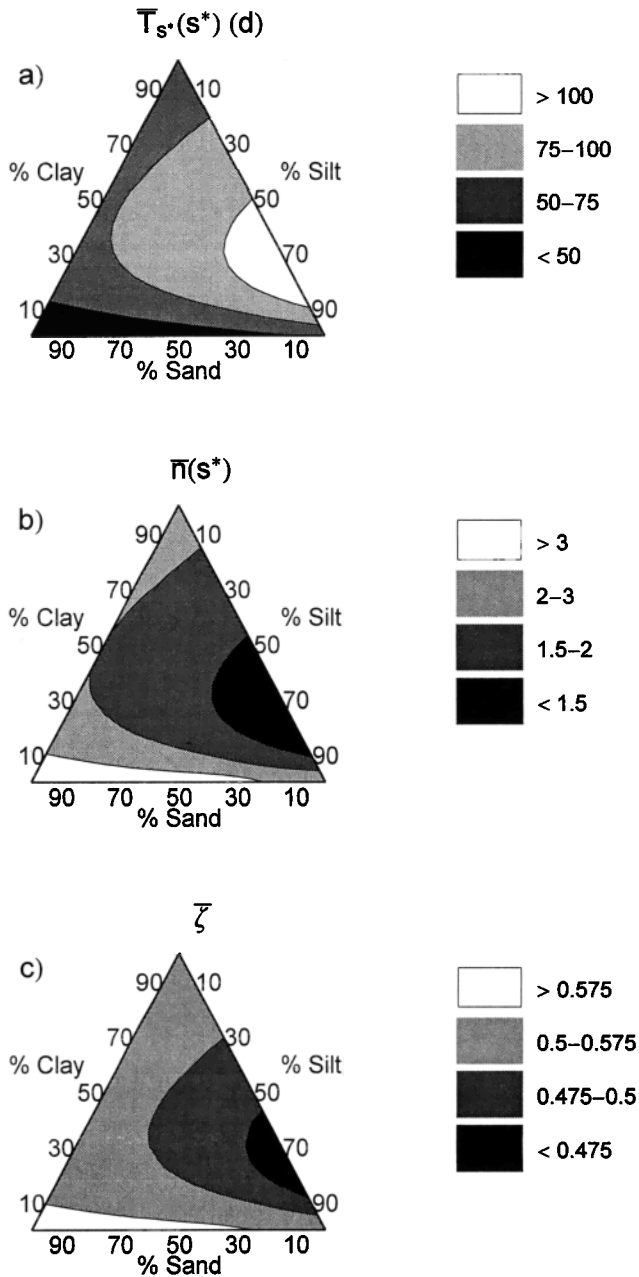 T̅s*(s*) (d)
a)
90 10
70 30
% Clay % Silt
50 50
30 70
10 90
90 70 50 30 10
% Sand
> 100
75–100
50–75
< 50
n̅(s*)
b)
90 10
70 30
% Clay % Silt
50 50
30 70
10 90
90 70 50 30 10
% Sand
> 3
2–3
1.5–2
< 1.5
ζ̅
c)
90 10
70 30
% Clay % Silt
50 50
30 70
10 90
90 70 50 30 10
% Sand
> 0.575
0.5–0.575
0.475–0.5
< 0.475